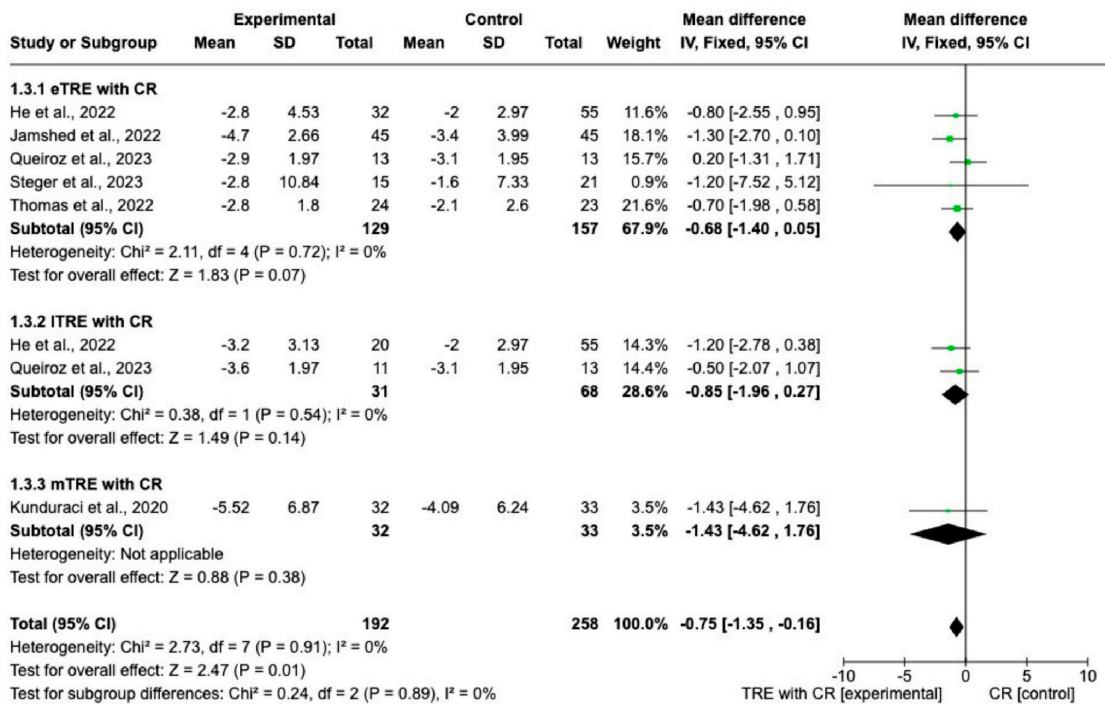 Experimental Control Mean difference Mean difference
Study or Subgroup Mean SD Total Mean SD Total Weight IV, Fixed, 95% CI IV, Fixed, 95% CI
1.3.1 eTRE with CR
He et al., 2022 -2.8 4.53 32 -2 2.97 55 11.6% -0.80 [-2.55 , 0.95]
Jamshed et al., 2022 -4.7 2.66 45 -3.4 3.99 45 18.1% -1.30 [-2.70 , 0.10]
Queiroz et al., 2023 -2.9 1.97 13 -3.1 1.95 13 15.7% 0.20 [-1.31 , 1.71]
Steger et al., 2023 -2.8 10.84 15 -1.6 7.33 21 0.9% -1.20 [-7.52 , 5.12]
Thomas et al., 2022 -2.8 1.8 24 -2.1 2.6 23 21.6% -0.70 [-1.98 , 0.58]
Subtotal (95% CI) 129 157 67.9% -0.68 [-1.40 , 0.05]
Heterogeneity: Chi² = 2.11, df = 4 (P = 0.72); I² = 0%
Test for overall effect: Z = 1.83 (P = 0.07)
1.3.2 lTRE with CR
He et al., 2022 -3.2 3.13 20 -2 2.97 55 14.3% -1.20 [-2.78 , 0.38]
Queiroz et al., 2023 -3.6 1.97 11 -3.1 1.95 13 14.4% -0.50 [-2.07 , 1.07]
Subtotal (95% CI) 31 68 28.6% -0.85 [-1.96 , 0.27]
Heterogeneity: Chi² = 0.38, df = 1 (P = 0.54); I² = 0%
Test for overall effect: Z = 1.49 (P = 0.14)
1.3.3 mTRE with CR
Kunduraci et al., 2020 -5.52 6.87 32 -4.09 6.24 33 3.5% -1.43 [-4.62 , 1.76]
Subtotal (95% CI) 32 33 3.5% -1.43 [-4.62 , 1.76]
Heterogeneity: Not applicable
Test for overall effect: Z = 0.88 (P = 0.38)
Total (95% CI) 192 258 100.0% -0.75 [-1.35 , -0.16]
Heterogeneity: Chi² = 2.73, df = 7 (P = 0.91); I² = 0%
Test for overall effect: Z = 2.47 (P = 0.01)
Test for subgroup differences: Chi² = 0.24, df = 2 (P = 0.89), I² = 0%
-10 -5 0 5 10
TRE with CR [experimental] CR [control]